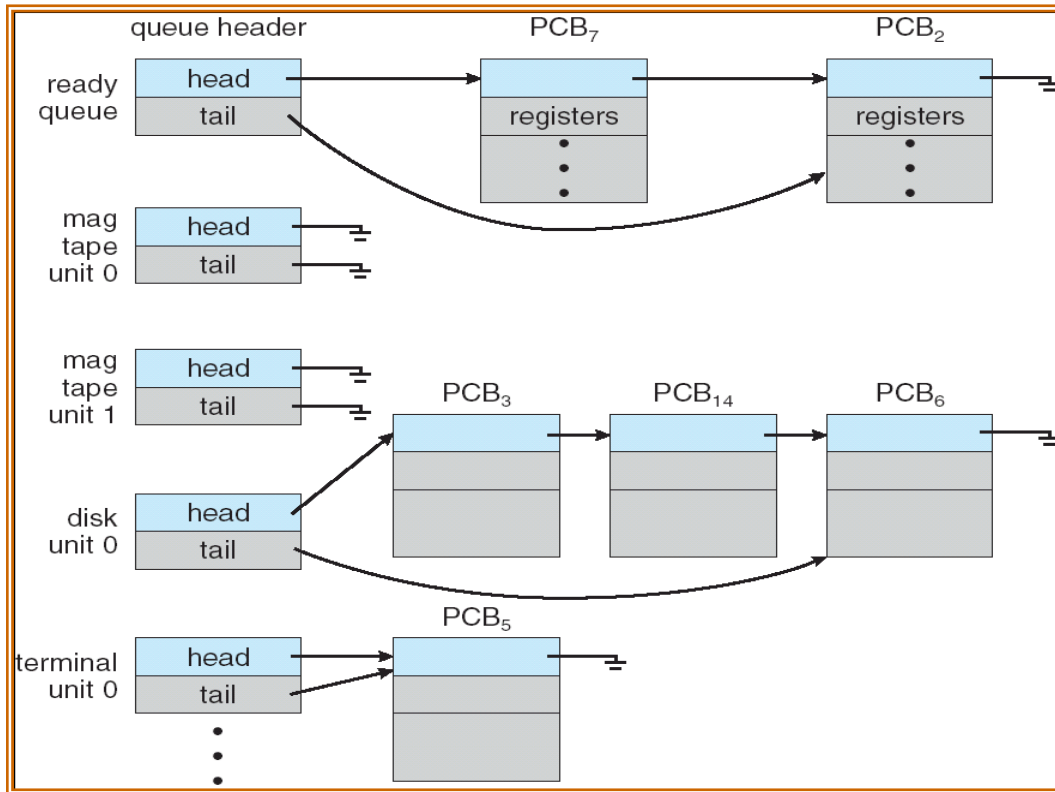 queue header PCB₇ PCB₂
ready
queue
head
tail
registers
registers
mag
tape
unit 0
head
tail
mag
tape
unit 1
head
tail
PCB₃ PCB₁₄ PCB₆
disk
unit 0
head
tail
PCB₅
terminal
unit 0
head
tail